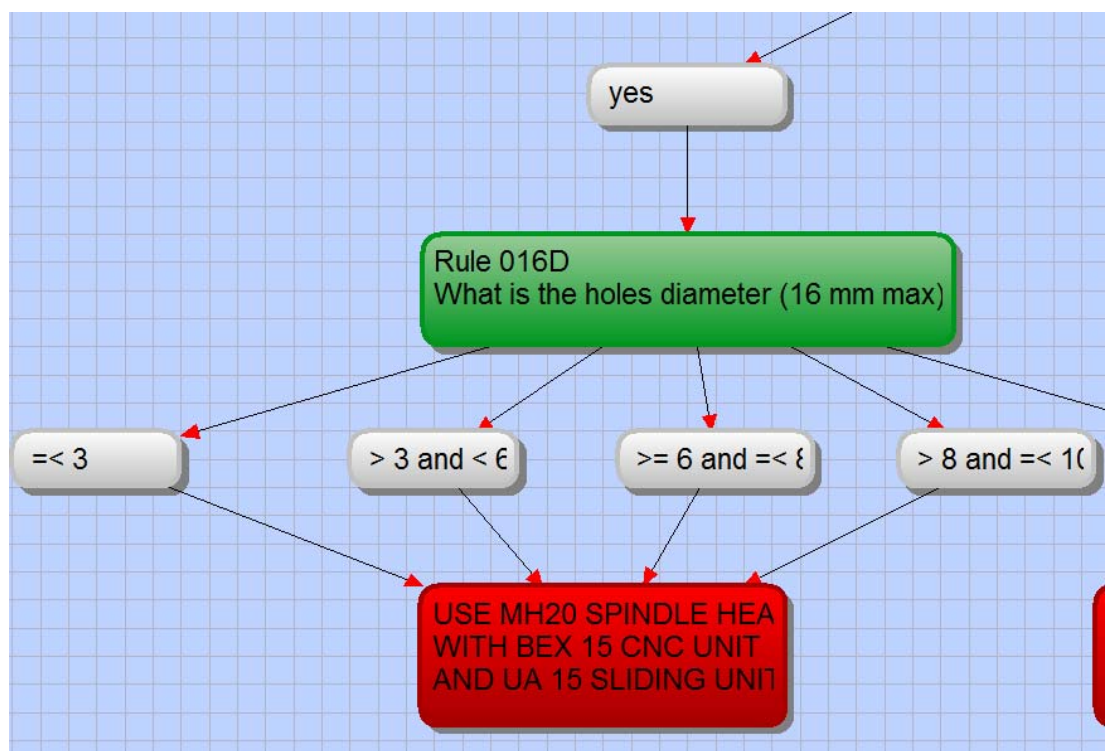 yes
Rule 016D
What is the holes diameter (16 mm max)
=< 3
> 3 and < 6
>= 6 and =<
> 8 and =<
USE MH20 SPINDLE
WITH BEX 15 CNC UNIT
AND UA 15 SLIDING